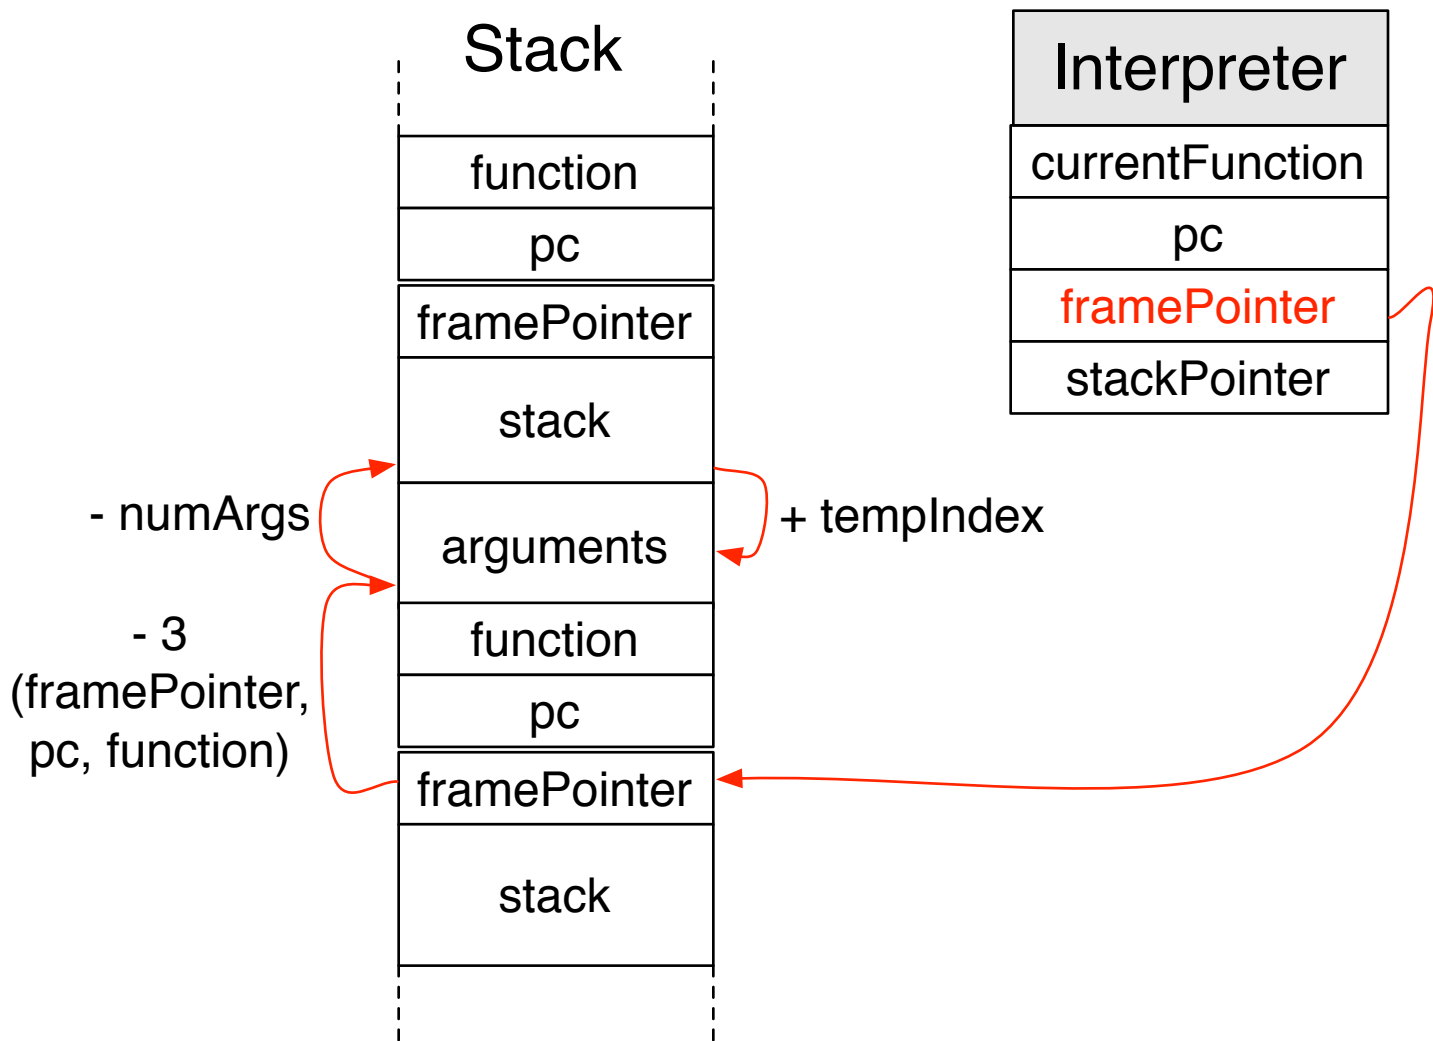 Stack
function
pc
framePointer
stack
arguments
function
pc
framePointer
stack
- numArgs
- 3
(framePointer,
pc, function)
+ tempIndex
Interpreter
currentFunction
pc
framePointer
stackPointer